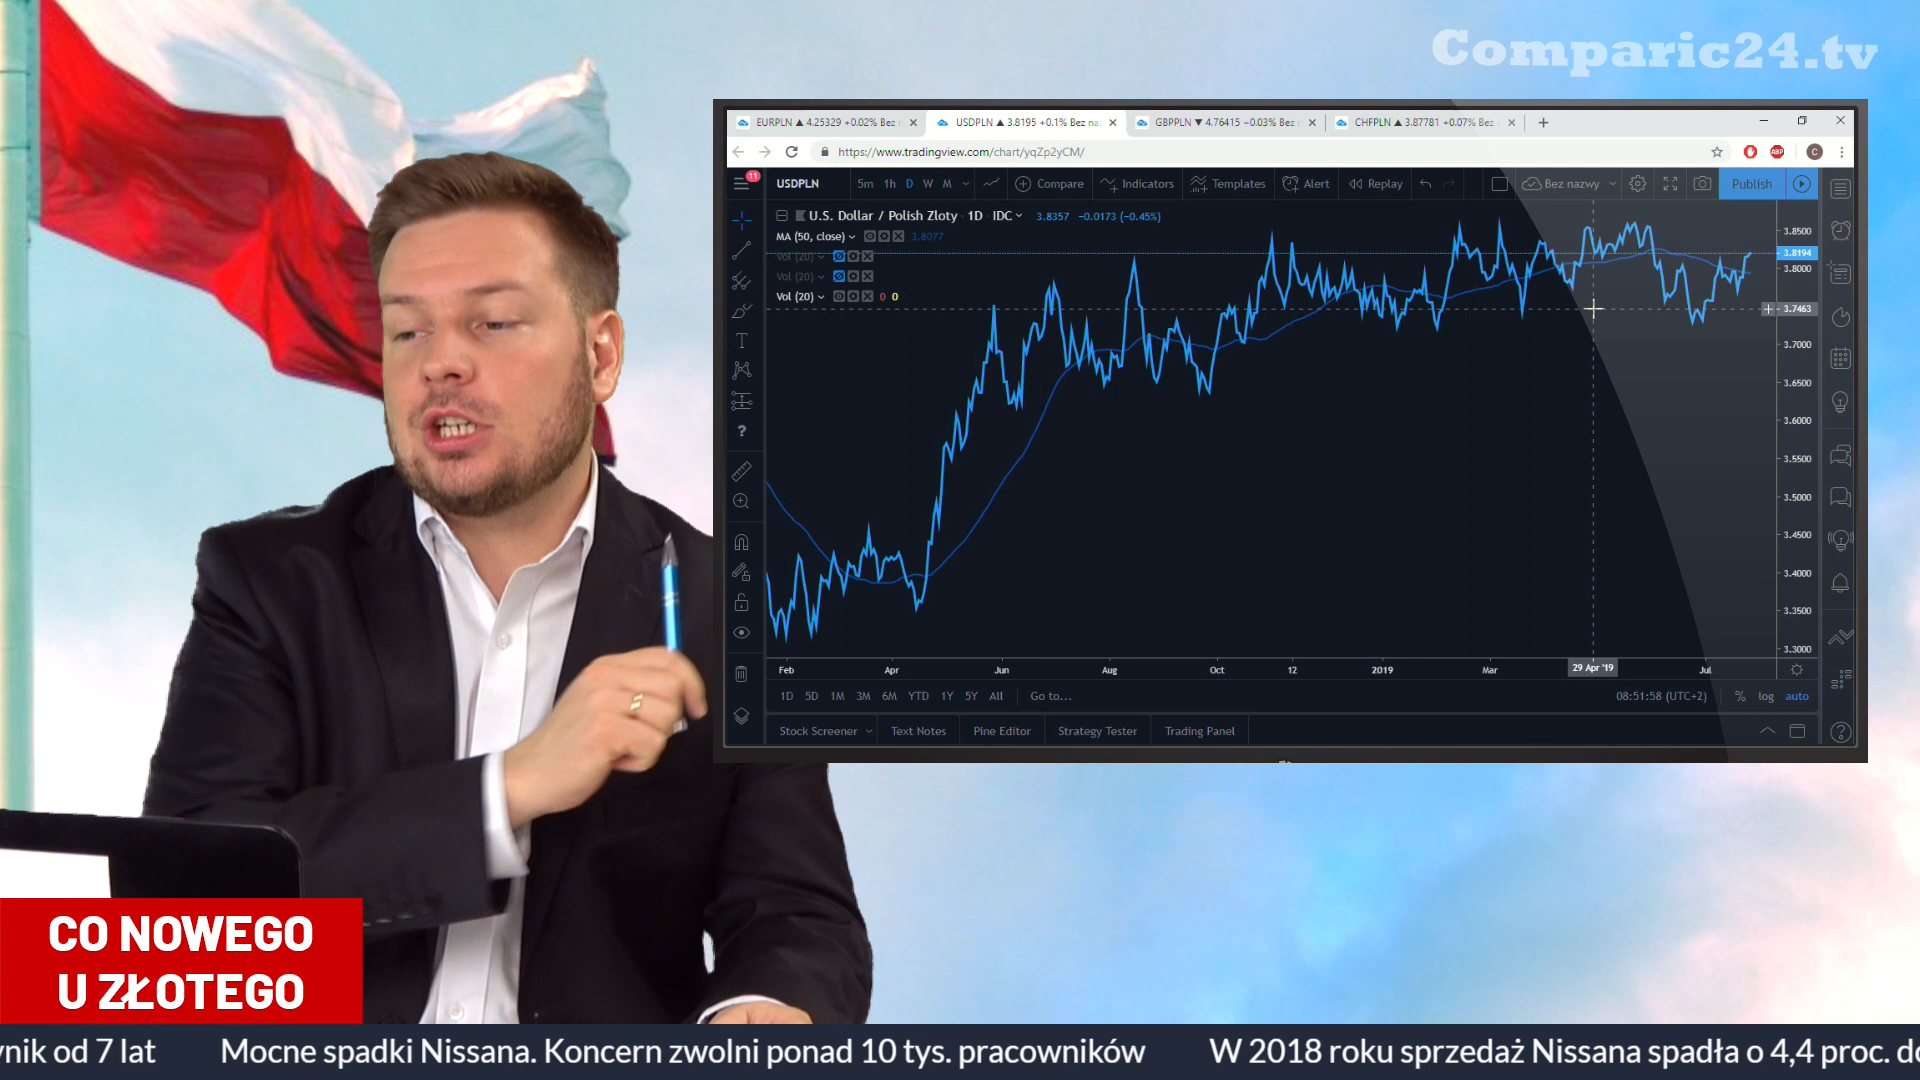 Comparic24.tv
EURPLN ▲ 4.25329 +0.02% Bez n
USDPLN ▲ 3.8195 +0.1% Bez na
GBPPLN ▼ 4.76415 −0.03% Bez
CHFPLN ▲ 3.87781 +0.07% Bez
https://www.tradingview.com/chart/yqZp2yCM/
ABP
C
11
USDPLN
5m 1h D W M
Compare
Indicators
Templates
Alert
Replay
Bez nazwy
Publish
U.S. Dollar / Polish Zloty 1D IDC 3.8357 −0.0173 (−0.45%)
MA (50, close) 3.8077
Vol (20)
Vol (20)
Vol (20) 0 0
3.8500
3.8194
3.8000
3.7463
3.7000
3.6500
3.6000
3.5500
3.5000
3.4500
3.4000
3.3500
3.3000
Feb Apr Jun Aug Oct 12 2019 Mar 29 Apr '19 Jul
1D 5D 1M 3M 6M YTD 1Y 5Y All Go to... 08:51:58 (UTC+2) % log auto
Stock Screener Text Notes Pine Editor Strategy Tester Trading Panel
CO NOWEGO
U ZŁOTEGO
ynik od 7 lat Mocne spadki Nissana. Koncern zwolni ponad 10 tys. pracowników W 2018 roku sprzedaż Nissana spadła o 4,4 proc. do